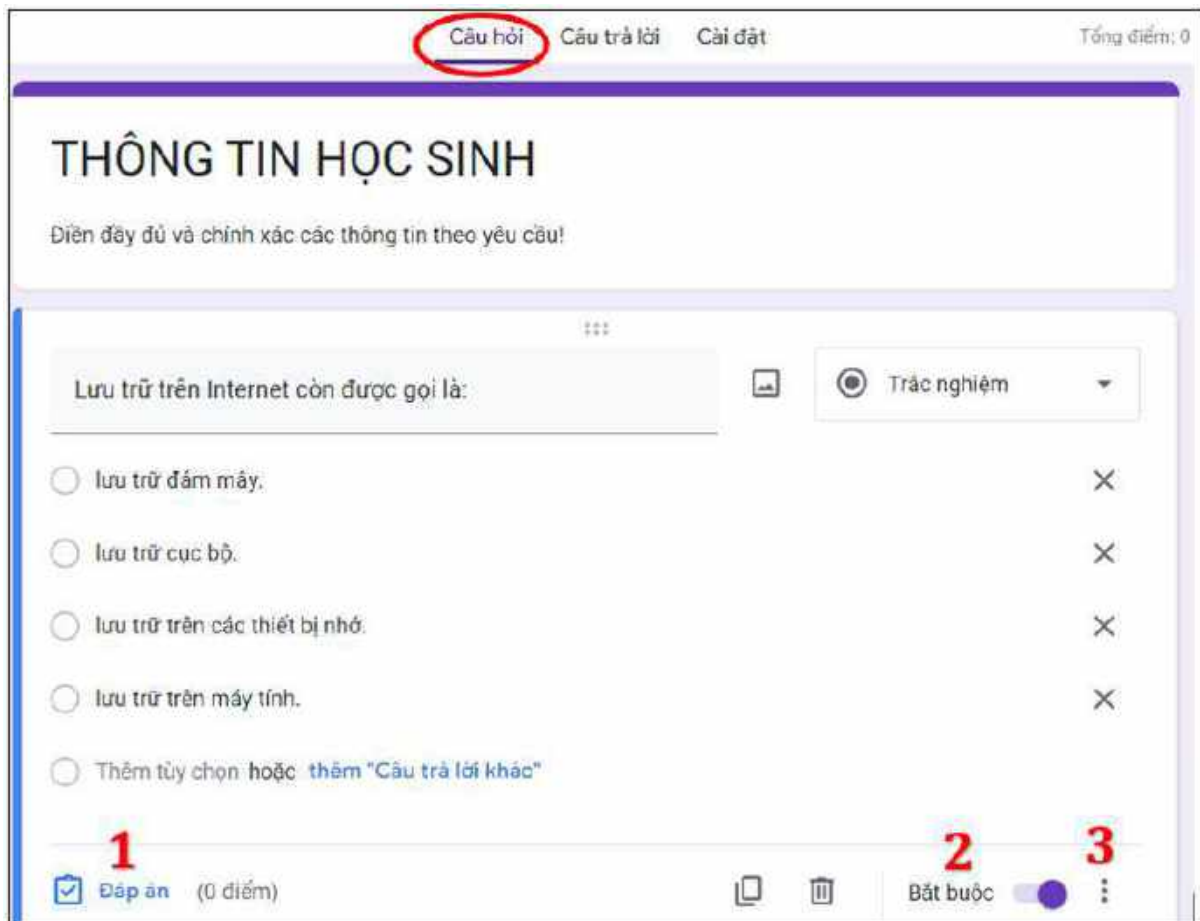 Câu hỏi Câu trả lời Cài đặt Tổng điểm: 0
THÔNG TIN HỌC SINH
Điền đầy đủ và chính xác các thông tin theo yêu cầu!
Lưu trữ trên Internet còn được gọi là: Trắc nghiệm
lưu trữ đám mây.
lưu trữ cục bộ.
lưu trữ trên các thiết bị nhớ.
lưu trữ trên máy tính.
Thêm tùy chọn hoặc thêm "Câu trả lời khác"
1 2 3
Đáp án (0 điểm) Bắt buộc